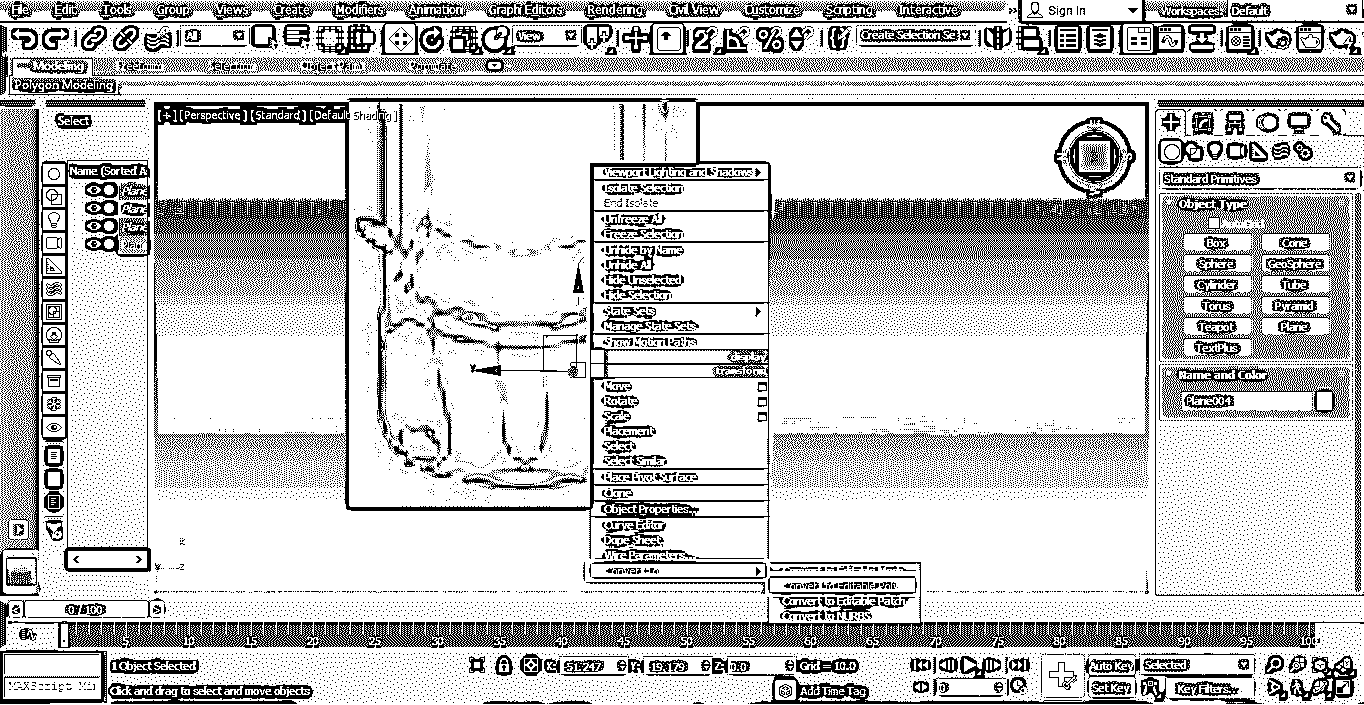 File Edit Tools Group Views Create Modifiers Animation Graph Editors Rendering Civil View Customize Scripting Interactive » Sign In Workspaces: Default
All View Create Selection Se
Modeling
Polygon Modeling
Select
[+] [Perspective] [Standard] [Default Shading]
Name (Sorted A
Standard Primitives
Object Type
Box Cone
Sphere GeoSphere
Cylinder Tube
Torus Pyramid
Teapot Plane
TextPlus
Name and Color
Plane004
Viewport Lighting and Shadows
Isolate Selection
End Isolate
Unfreeze All
Freeze Selection
Unhide by Name
Unhide All
Hide Unselected
Hide Selection
State Sets
Manage State Sets
Show Motion Paths
display
transform
Move
Rotate
Scale
Placement
Select
Select Similar
Place Pivot Surface
Clone
Object Properties...
Curve Editor
Dope Sheet
Wire Parameters...
Convert To
Convert to Editable Poly
Convert to Editable Patch
Convert to NURBS
0 / 100
5 10 15 20 25 30 35 40 45 50 55 60 65 70 75 80 85 90 95 100
1 Object Selected X: 51.247 Y: 19.179 Z: 0.0 Grid = 10.0 Auto Key Selected
MAXScript Mi Click and drag to select and move objects Add Time Tag 0 Set Key Key Filters...